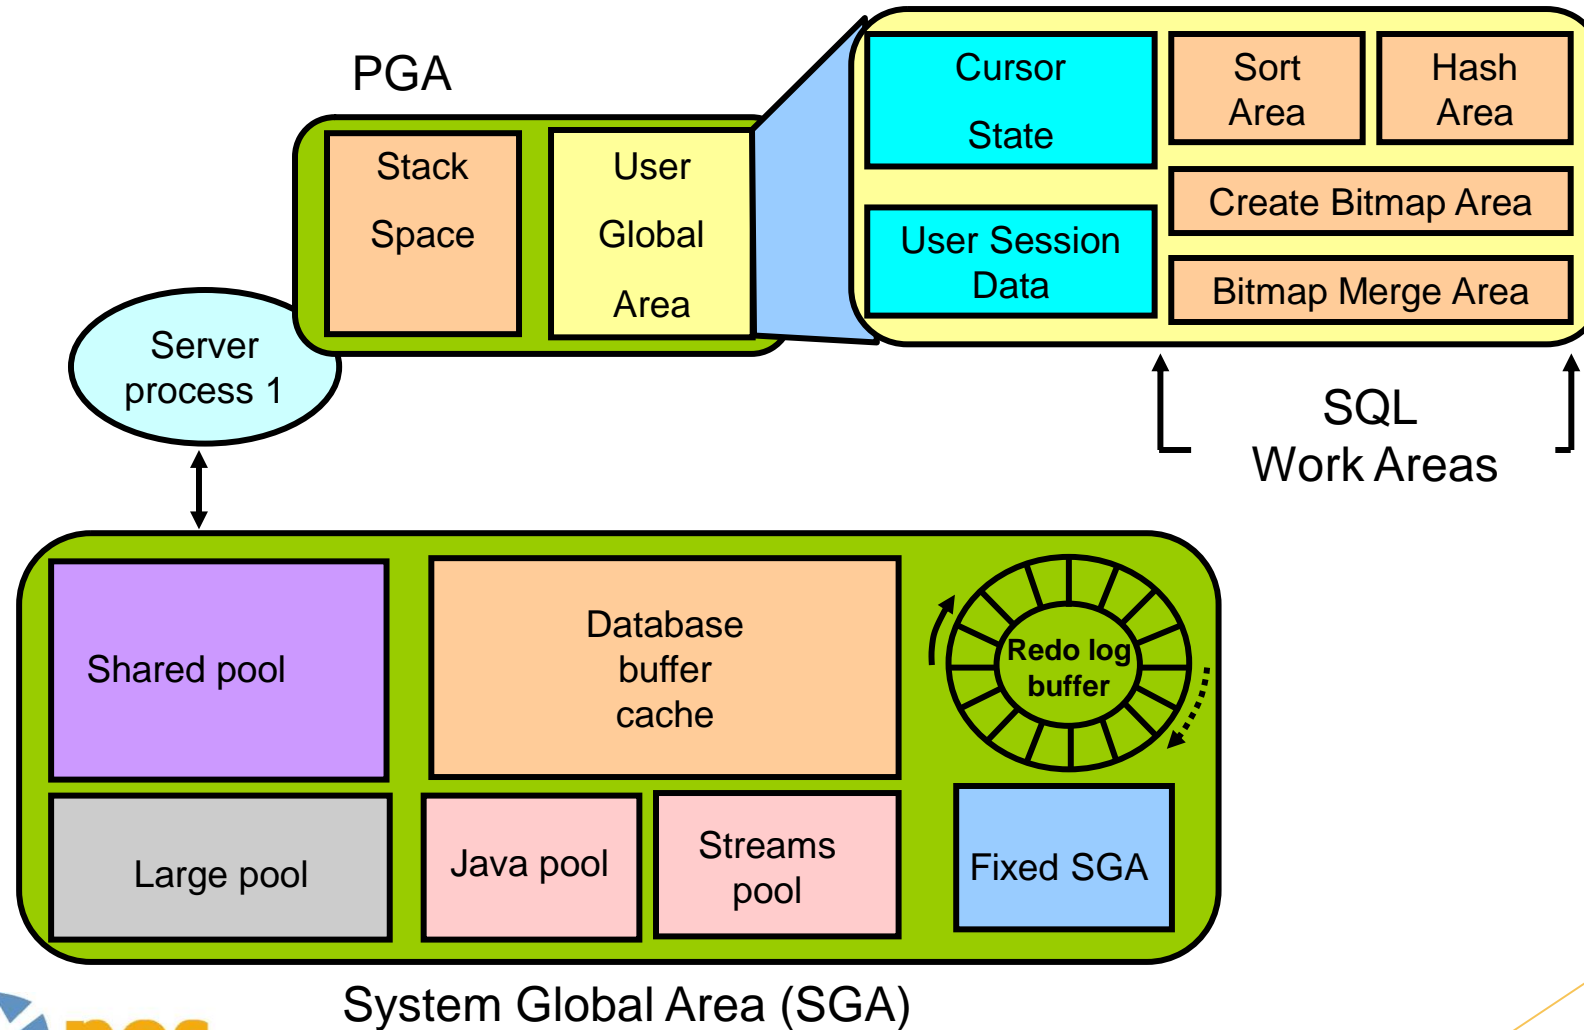 PGA
Stack
Space
User
Global
Area
Cursor
State
User Session
Data
Sort
Area
Hash
Area
Create Bitmap Area
Bitmap Merge Area
SQL
Work Areas
Server
process 1
Shared pool
Database
buffer
cache
Redo log
buffer
Large pool
Java pool
Streams
pool
Fixed SGA
System Global Area (SGA)